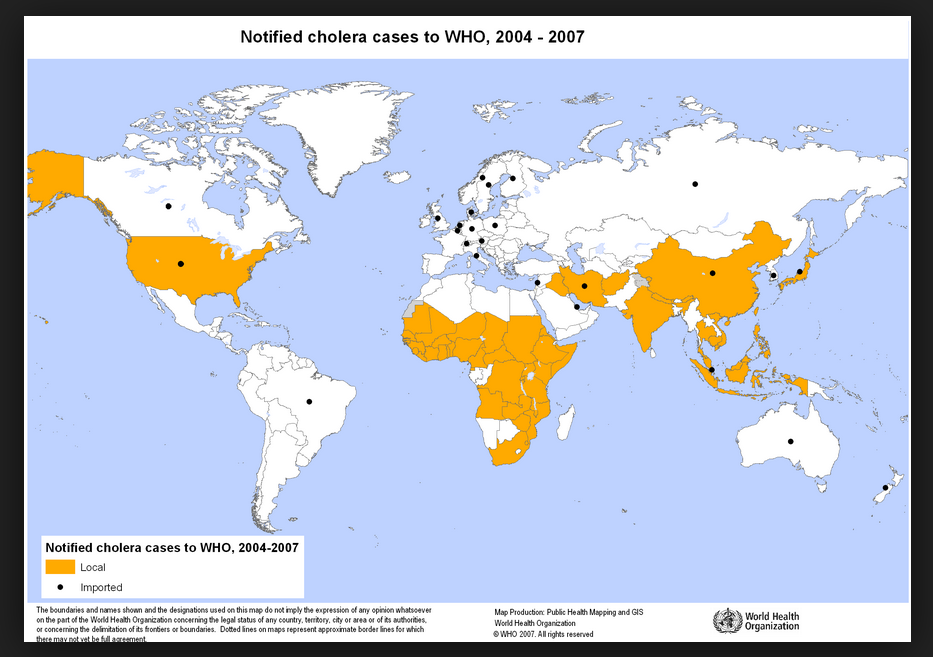 Notified cholera cases to WHO, 2004 - 2007
Notified cholera cases to WHO, 2004-2007
Local
Imported
The boundaries and names shown and the designations used on this map do not imply the expression of any opinion whatsoever
on the part of the World Health Organization concerning the legal status of any country, territory, city or area or of its authorities,
or concerning the delimitation of its frontiers or boundaries. Dotted lines on maps represent approximate border lines for which
there may not yet be full agreement.
Map Production: Public Health Mapping and GIS
World Health Organization
© WHO 2007. All rights reserved
World Health
Organization